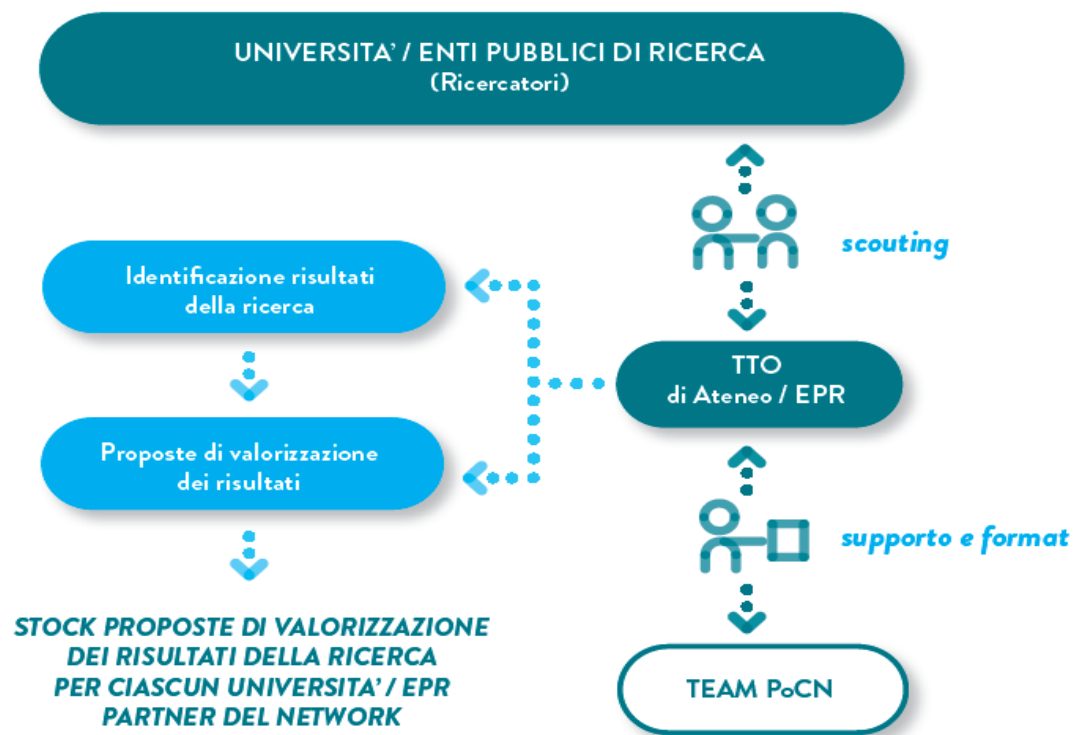 UNIVERSITA' / ENTI PUBBLICI DI RICERCA
(Ricercatori)
scouting
Identificazione risultati
della ricerca
TTO
di Ateneo / EPR
Proposte di valorizzazione
dei risultati
supporto e format
STOCK PROPOSTE DI VALORIZZAZIONE
DEI RISULTATI DELLA RICERCA
PER CIASCUN UNIVERSITA' / EPR
PARTNER DEL NETWORK
TEAM PoCN